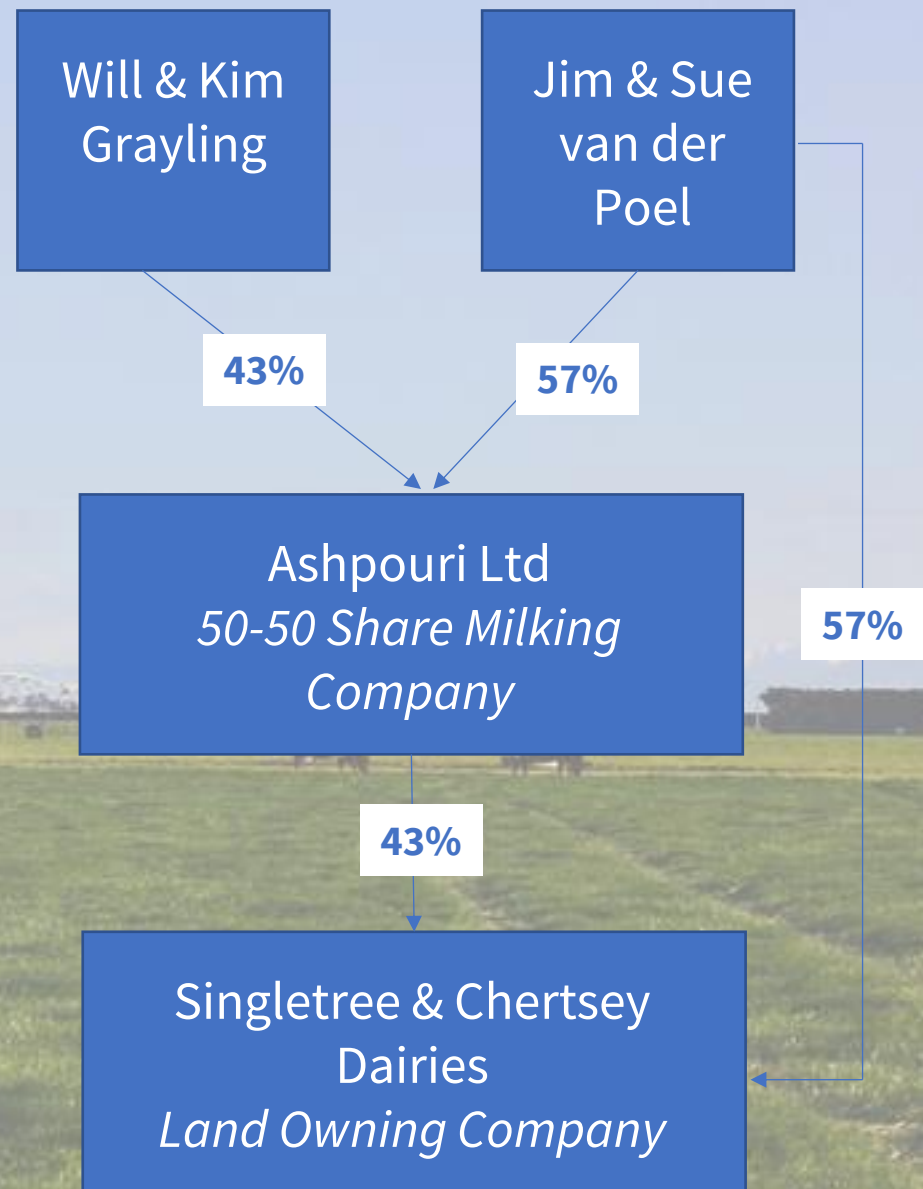 Will & Kim
Grayling
Jim & Sue
van der
Poel
43%
57%
Ashpouri Ltd
50-50 Share Milking
Company
57%
43%
Singletree & Chertsey
Dairies
Land Owning Company